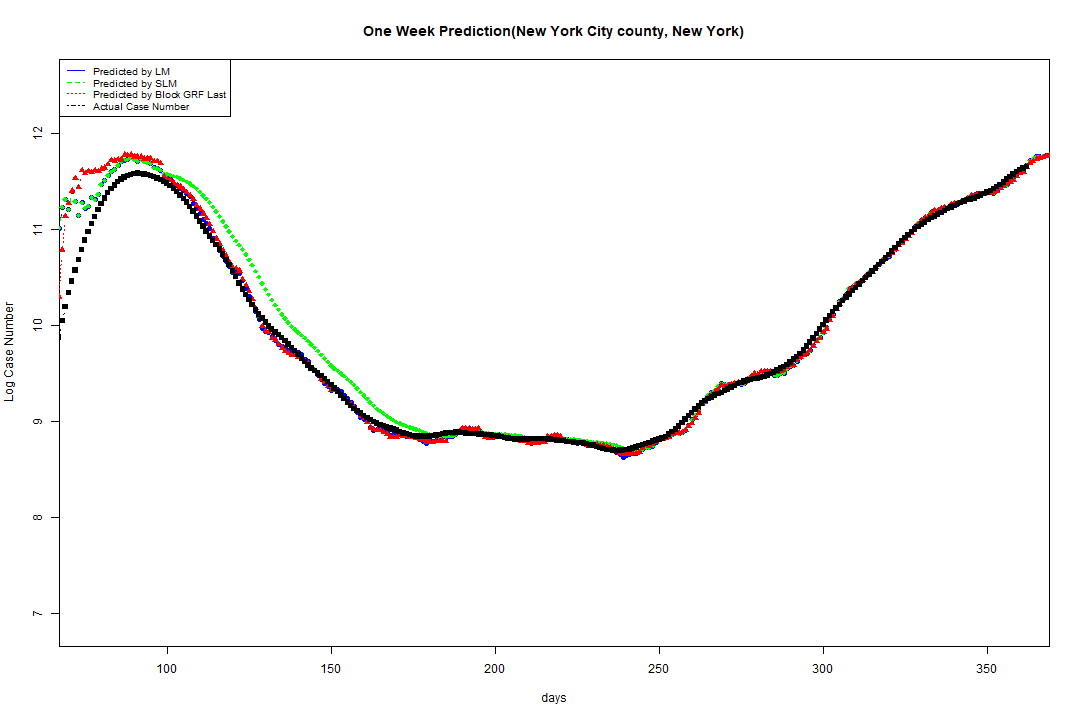 One Week Prediction(New York City county, New York)
Predicted by LM
Predicted by SLM
Predicted by Block GRF Last
Actual Case Number
12
11
10
9
8
7
Log Case Number
100 150 200 250 300 350
days